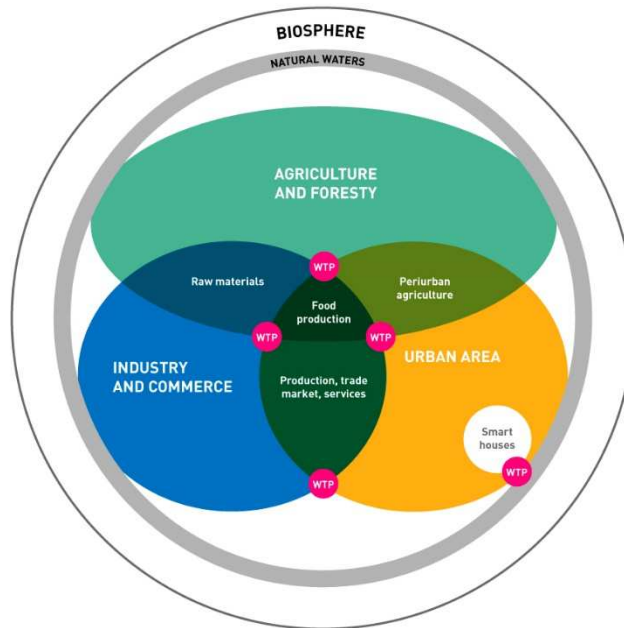 BIOSPHERE
NATURAL WATERS
AGRICULTURE
AND FORESTY
WTP
Raw materials
Periurban
agriculture
Food
production
WTP
WTP
INDUSTRY
AND COMMERCE
URBAN AREA
Production, trade
market, services
Smart
houses
WTP
WTP